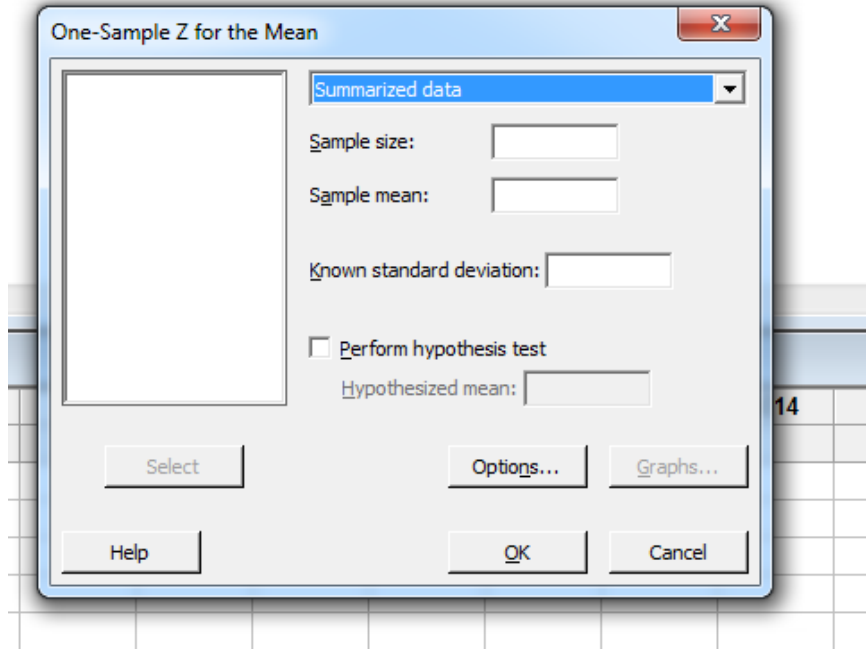 One-Sample Z for the Mean
Summarized data
Sample size:
Sample mean:
Known standard deviation:
Perform hypothesis test
Hypothesized mean:
14
Select
Options...
Graphs...
Help
OK
Cancel